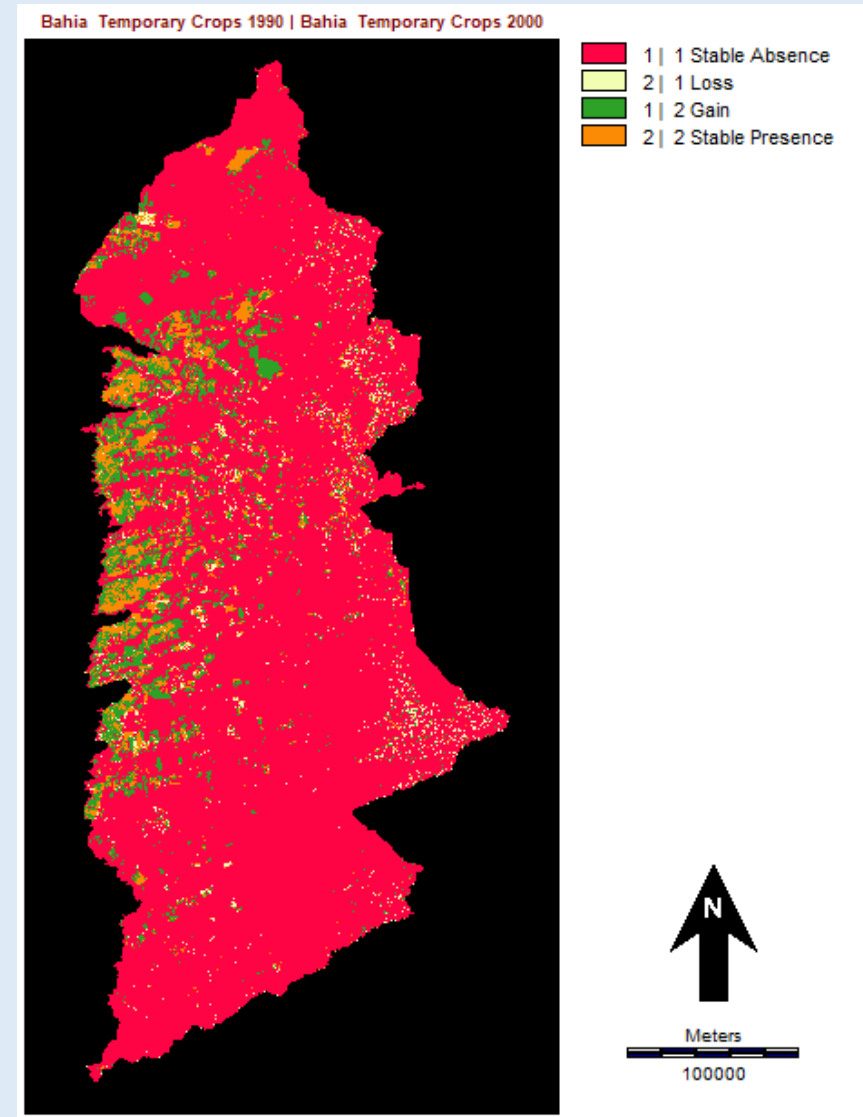 Bahia Temporary Crops 1990 | Bahia Temporary Crops 2000
1 | 1 Stable Absence
2 | 1 Loss
1 | 2 Gain
2 | 2 Stable Presence
N
Meters
100000